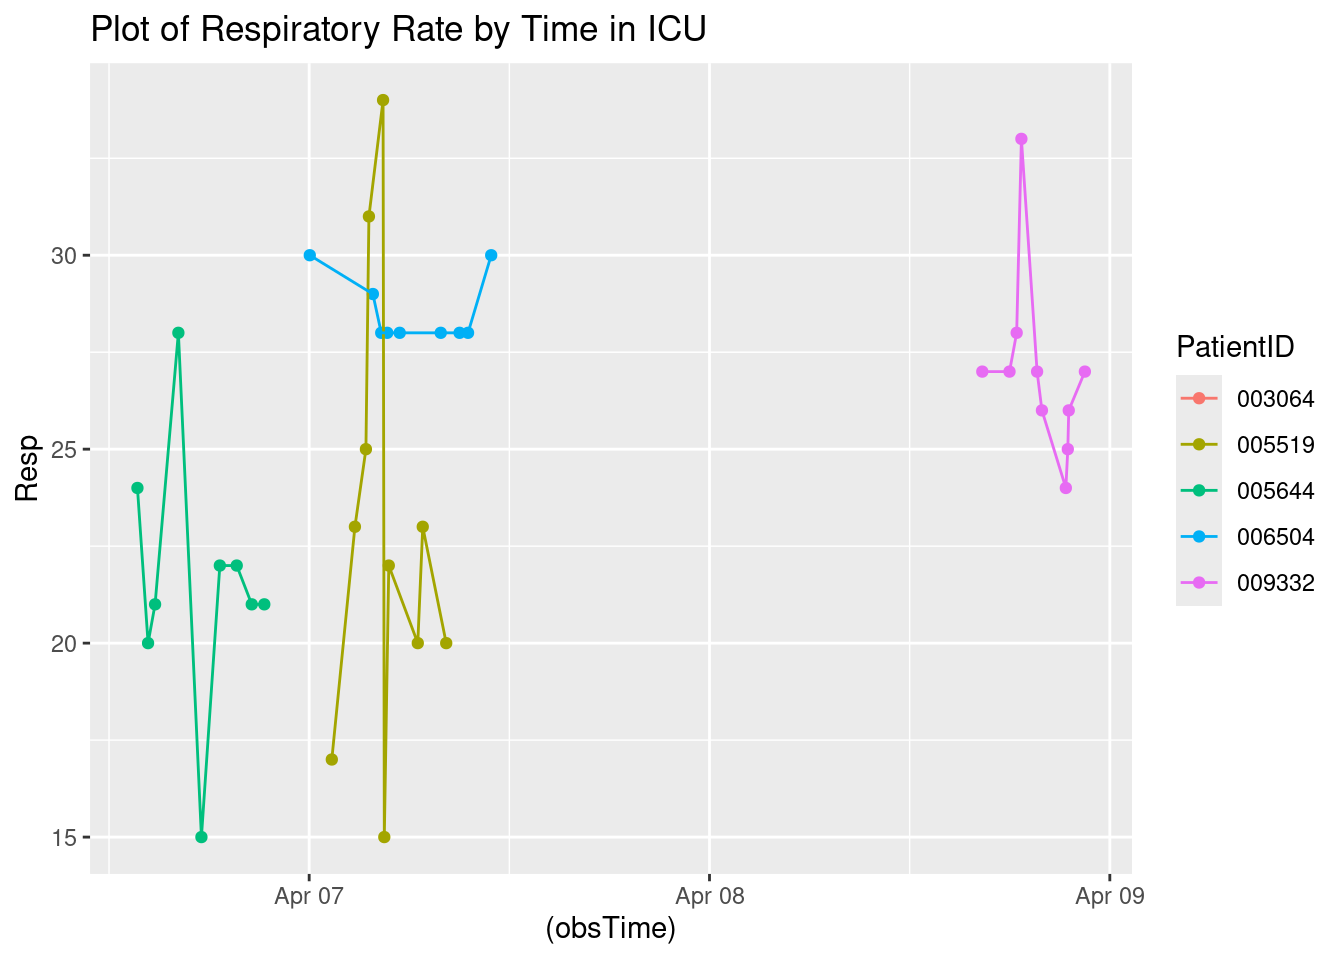 Plot of Respiratory Rate by Time in ICU
Resp
30
25
20
15
Apr 07
Apr 08
Apr 09
(obsTime)
PatientID
003064
005519
005644
006504
009332